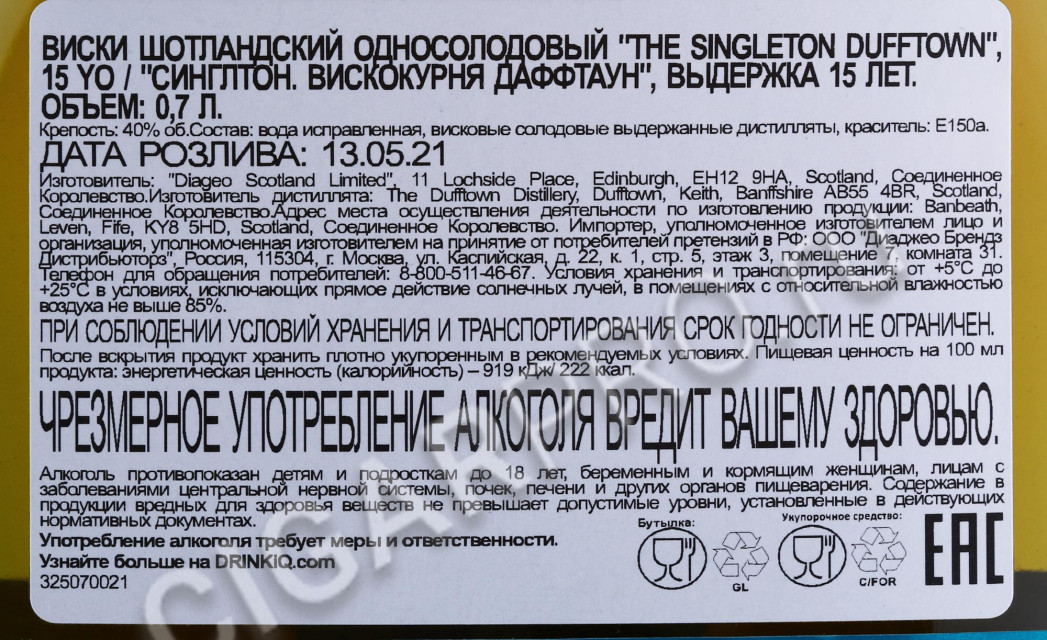 ВИСКИ ШОТЛАНДСКИЙ ОДНОСОЛОДОВЫЙ "THE SINGLETON DUFFTOWN",
15 YO / "СИНГЛТОН. ВИСКОКУРНЯ ДАФФТАУН", ВЫДЕРЖКА 15 ЛЕТ.
ОБЪЕМ: 0,7 Л.
Крепость: 40% об.Состав: вода исправленная, висковые солодовые выдержанные дистилляты, краситель: Е150а.
ДАТА РОЗЛИВА: 13.05.21
Изготовитель: "Diageo Scotland Limited", 11 Lochside Place, Edinburgh, EH12 9HA, Scotland, Соединенное
Королевство.Изготовитель дистиллята: The Dufftown Distillery, Dufftown, Keith, Banffshire AB55 4BR, Scotland,
Соединенное Королевство.Адрес места осуществления деятельности по изготовлению продукции: Banbeath,
Leven, Fife, KY8 5HD, Scotland, Соединенное Королевство. Импортер, уполномоченное изготовителем лицо и
организация, уполномоченная изготовителем на принятие от потребителей претензий в РФ: ООО "Диаджео Брендз
Дистрибьюторз", Россия, 115304, г. Москва, ул. Каспийская, д. 22, к. 1, стр. 5, этаж 3, помещение 7, комната 31.
Телефон для обращения потребителей: 8-800-511-46-67. Условия хранения и транспортирования: от +5°С до
+25°С в условиях, исключающих прямое действие солнечных лучей, в помещениях с относительной влажностью
воздуха не выше 85%.
ПРИ СОБЛЮДЕНИИ УСЛОВИЙ ХРАНЕНИЯ И ТРАНСПОРТИРОВАНИЯ СРОК ГОДНОСТИ НЕ ОГРАНИЧЕН.
После вскрытия продукт хранить плотно укупоренным в рекомендуемых условиях. Пищевая ценность на 100 мл
продукта: энергетическая ценность (калорийность) – 919 кДж/ 222 ккал.
ЧРЕЗМЕРНОЕ УПОТРЕБЛЕНИЕ АЛКОГОЛЯ ВРЕДИТ ВАШЕМУ ЗДОРОВЬЮ.
Алкоголь противопоказан детям и подросткам до 18 лет, беременным и кормящим женщинам, лицам с
заболеваниями центральной нервной системы, почек, печени и других органов пищеварения. Содержание в
продукции вредных для здоровья веществ не превышает допустимые уровни, установленные в действующих
нормативных документах.
Употребление алкоголя требует меры и ответственности.
Узнайте больше на DRINKiQ.com
325070021
Бутылка:
GL
Укупорочное средство:
C/FOR
EAC
CIGARPRO.RU